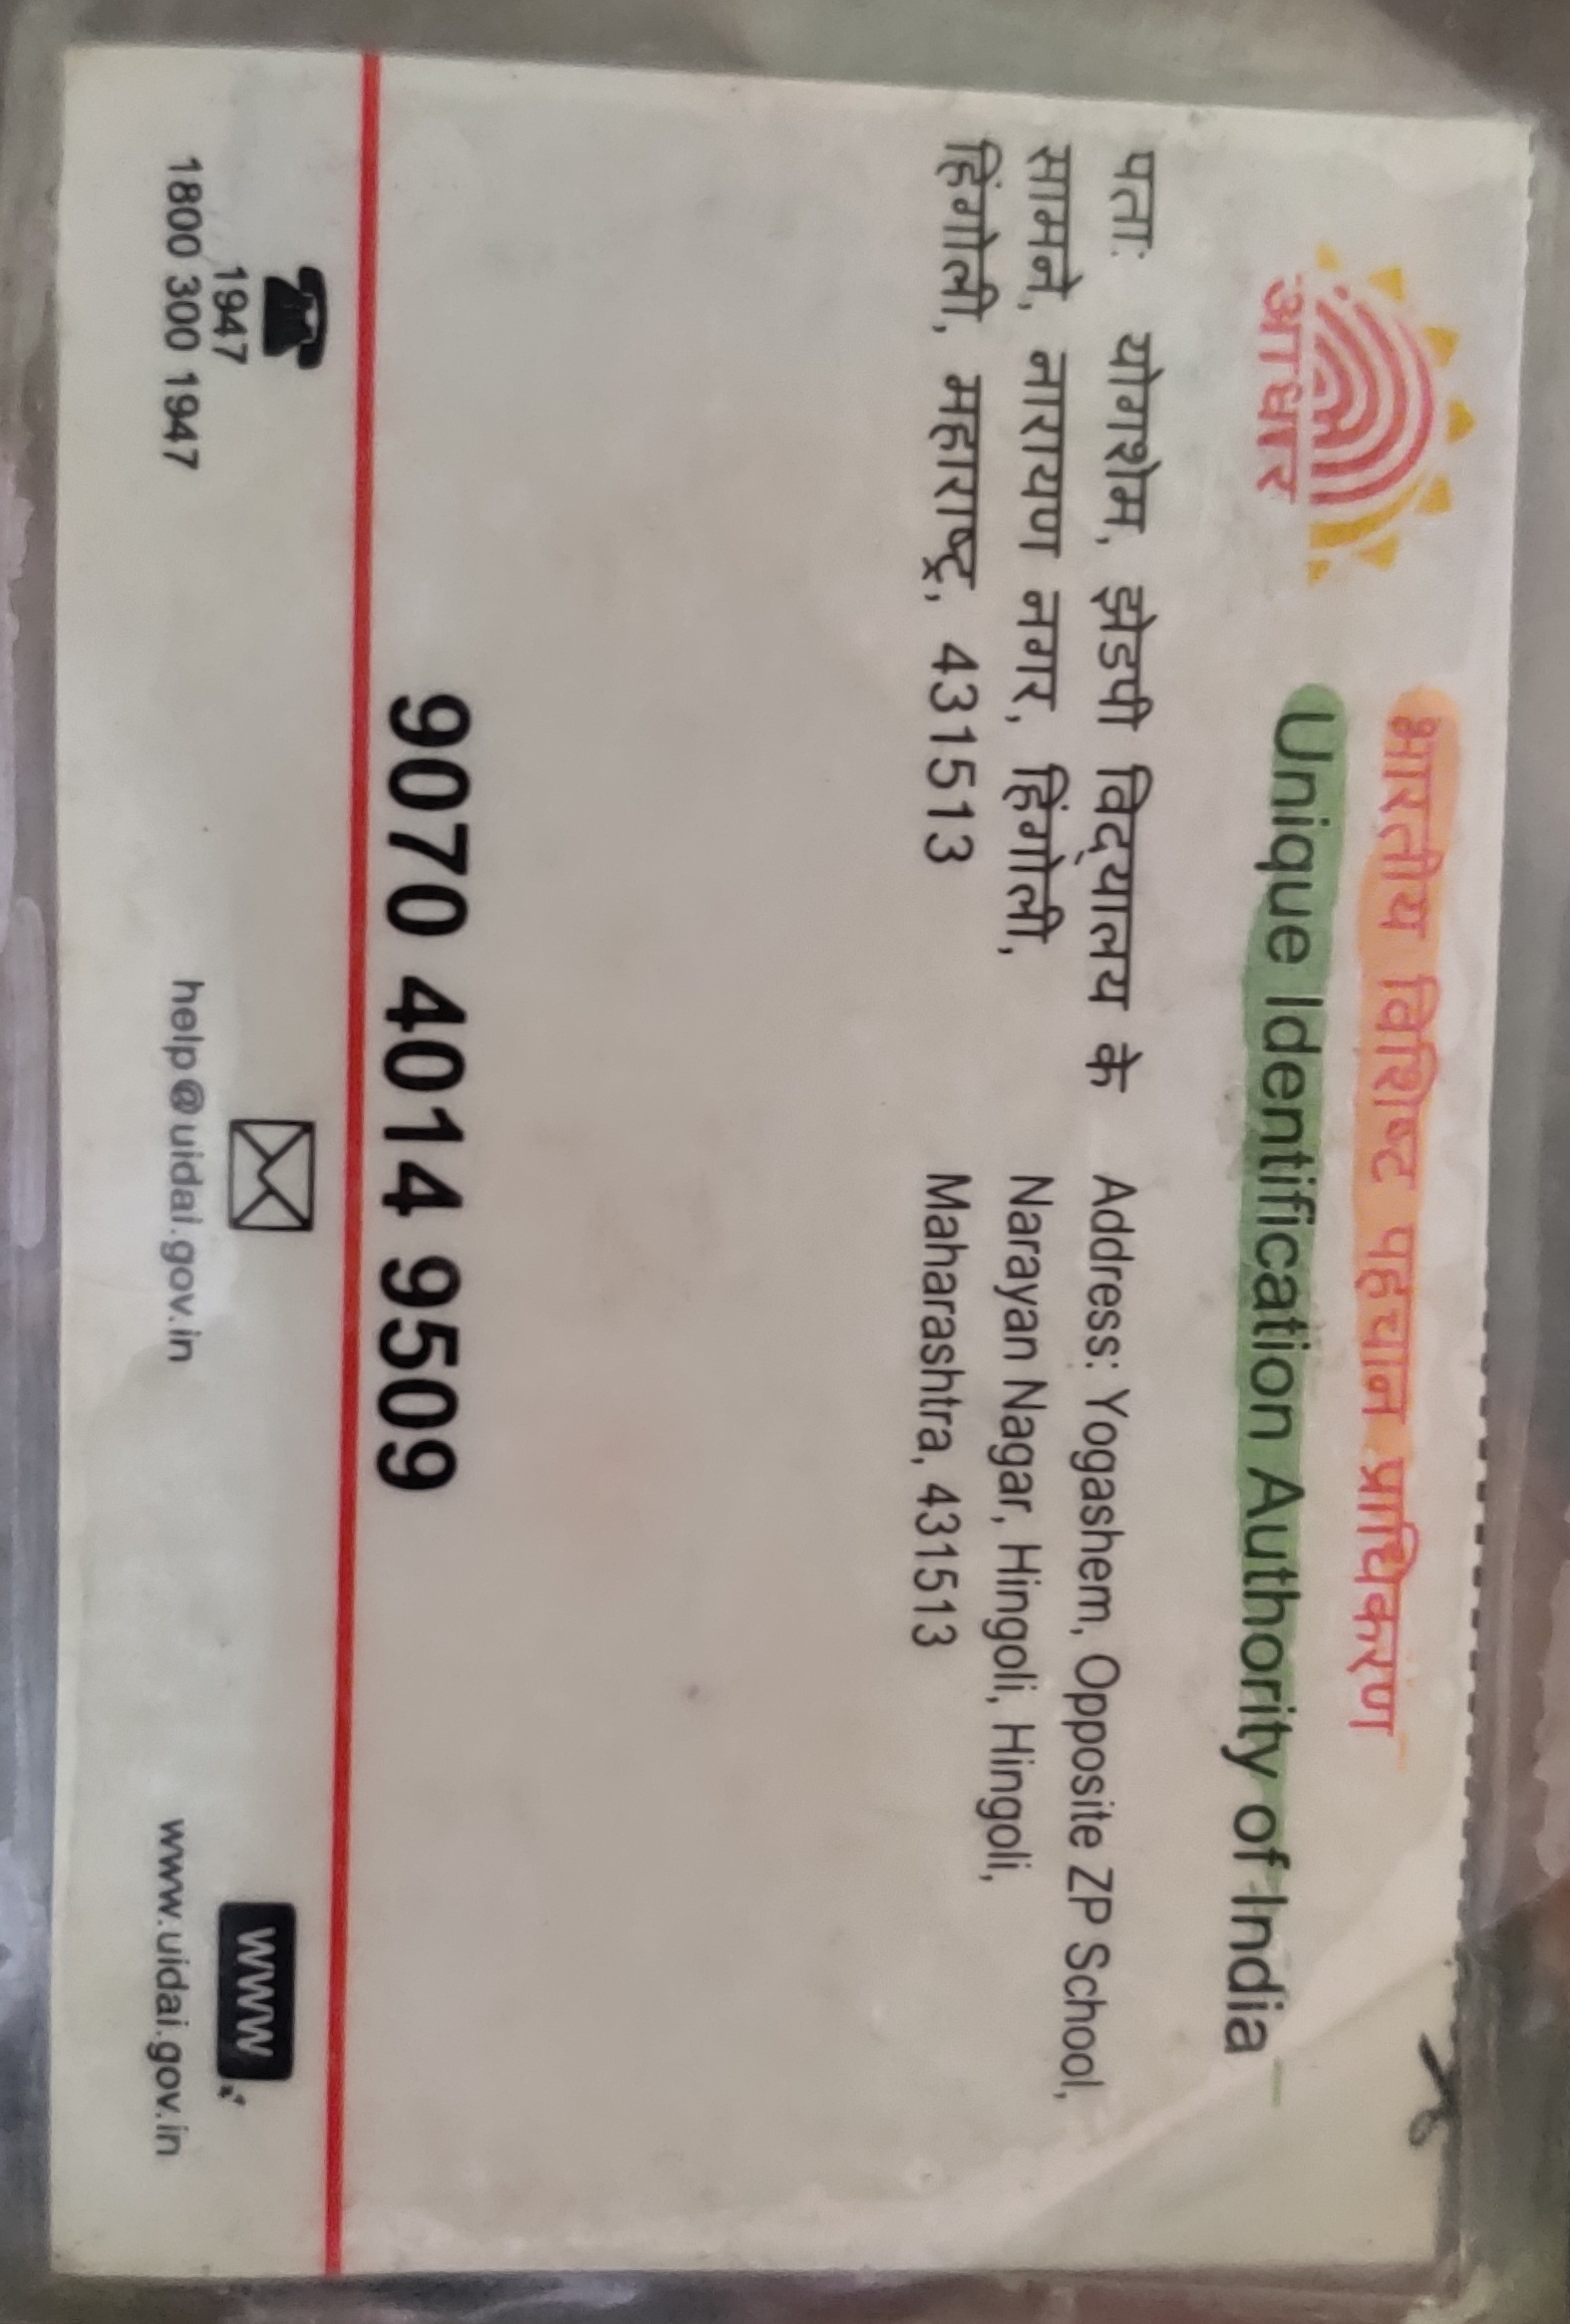 भारतीय विशिष्ट पहचान प्राधिकरण
Unique Identification Authority of India
आधार
पताः योगशेम, झेडपी विद्यालय के
सामने, नारायण नगर, हिंगोली,
हिंगोली, महाराष्ट्र, 431513
Address: Yogashem, Opposite ZP School,
Narayan Nagar, Hingoli, Hingoli,
Maharashtra, 431513
9070 4014 9509
1947
1800 300 1947
help@uidai.gov.in
www
www.uidai.gov.in